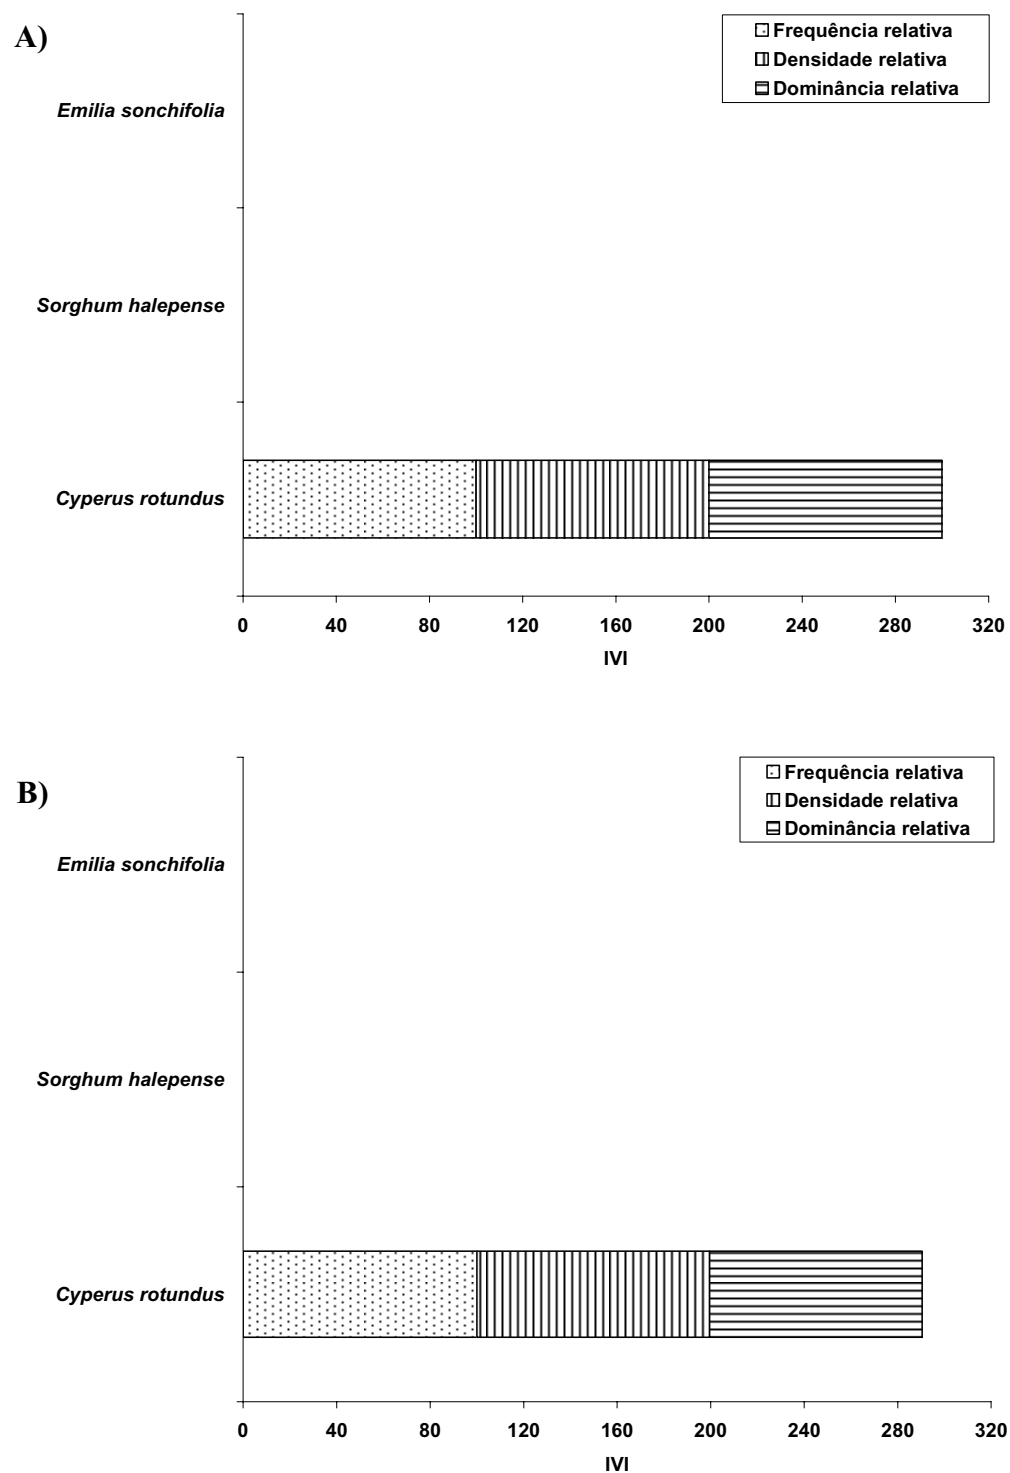 A)
Frequência relativa
Densidade relativa
Dominância relativa
Emilia sonchifolia
Sorghum halepense
Cyperus rotundus
0 40 80 120 160 200 240 280 320
IVI
B)
Frequência relativa
Densidade relativa
Dominância relativa
Emilia sonchifolia
Sorghum halepense
Cyperus rotundus
0 40 80 120 160 200 240 280 320
IVI